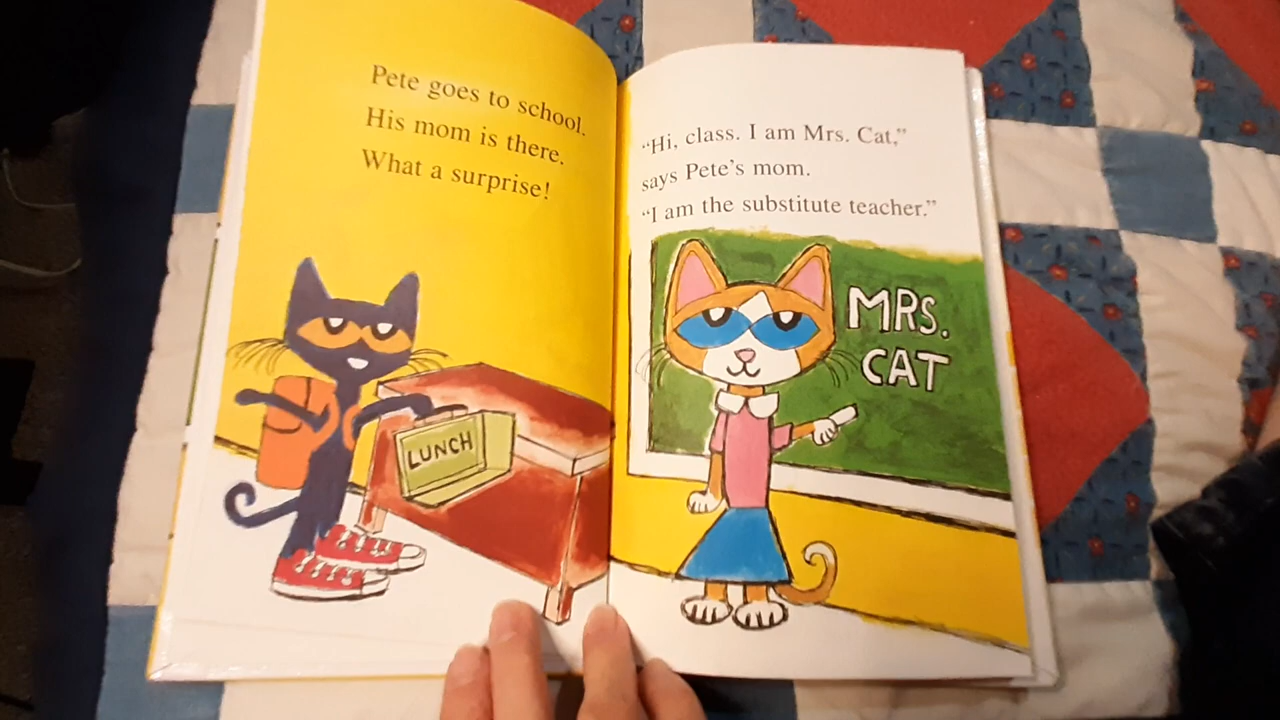 Pete goes to school.
His mom is there.
What a surprise!
LUNCH
“Hi, class. I am Mrs. Cat,”
says Pete’s mom.
“I am the substitute teacher.”
MRS.
CAT